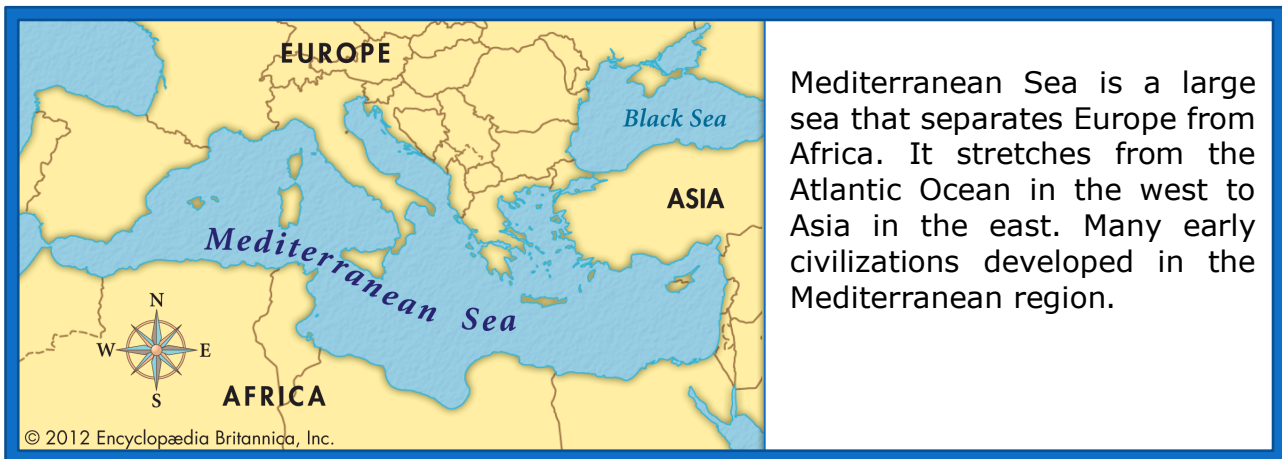 EUROPE
Black Sea
ASIA
Mediterranean Sea
N
W E
S
AFRICA
© 2012 Encyclopædia Britannica, Inc.
Mediterranean Sea is a large
sea that separates Europe from
Africa. It stretches from the
Atlantic Ocean in the west to
Asia in the east. Many early
civilizations developed in the
Mediterranean region.